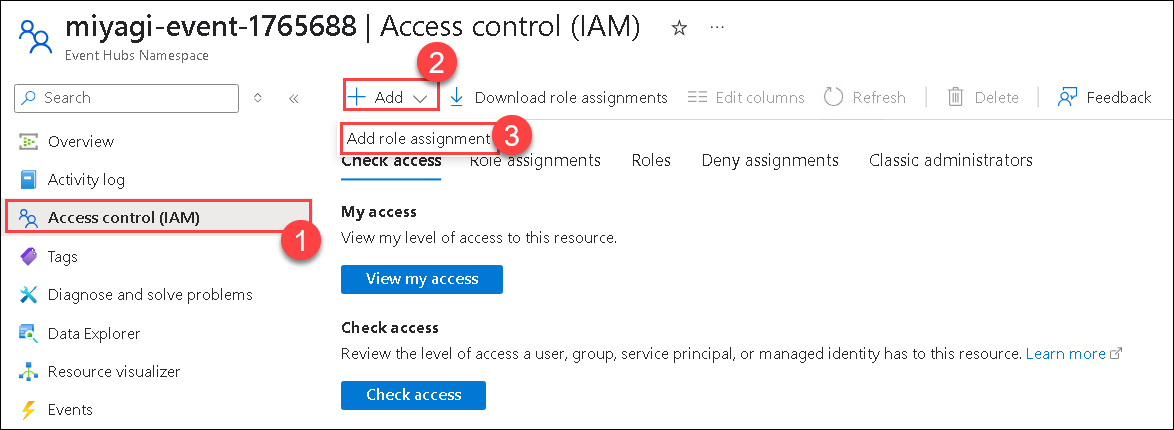 miyagi-event-1765688 | Access control (IAM) ☆ ...
Event Hubs Namespace
2
Search
+ Add Download role assignments Edit columns Refresh Delete Feedback
Add role assignment 3
Overview
Check access Role assignments Roles Deny assignments Classic administrators
Activity log
Access control (IAM)
1
My access
View my level of access to this resource.
Tags
View my access
Diagnose and solve problems
Check access
Data Explorer
Review the level of access a user, group, service principal, or managed identity has to this resource. Learn more
Resource visualizer
Check access
Events